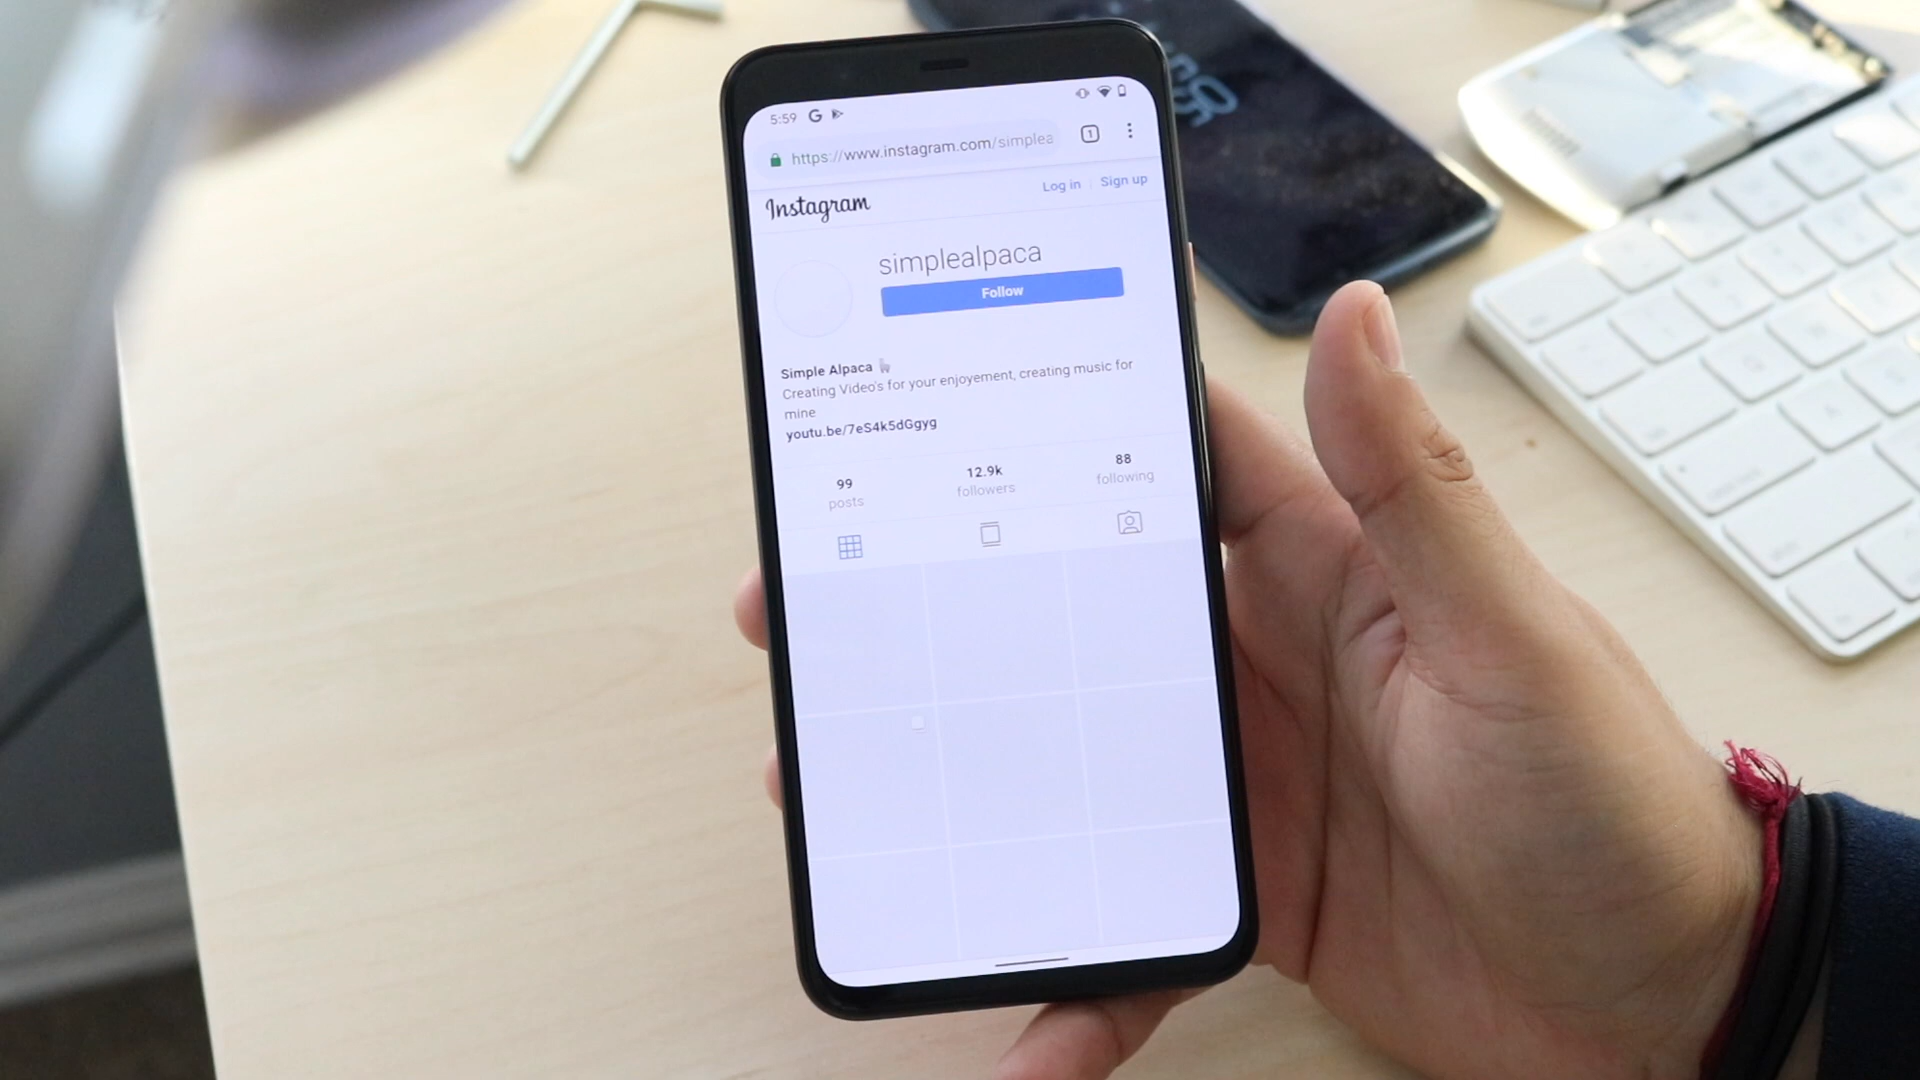 5:59 G
https://www.instagram.com/simplea
1
Instagram
Log in
Sign up
simplealpaca
Follow
Simple Alpaca
Creating Video's for your enjoyement, creating music for
mine
youtu.be/7eS4k5dGgyg
99
posts
12.9k
followers
88
following